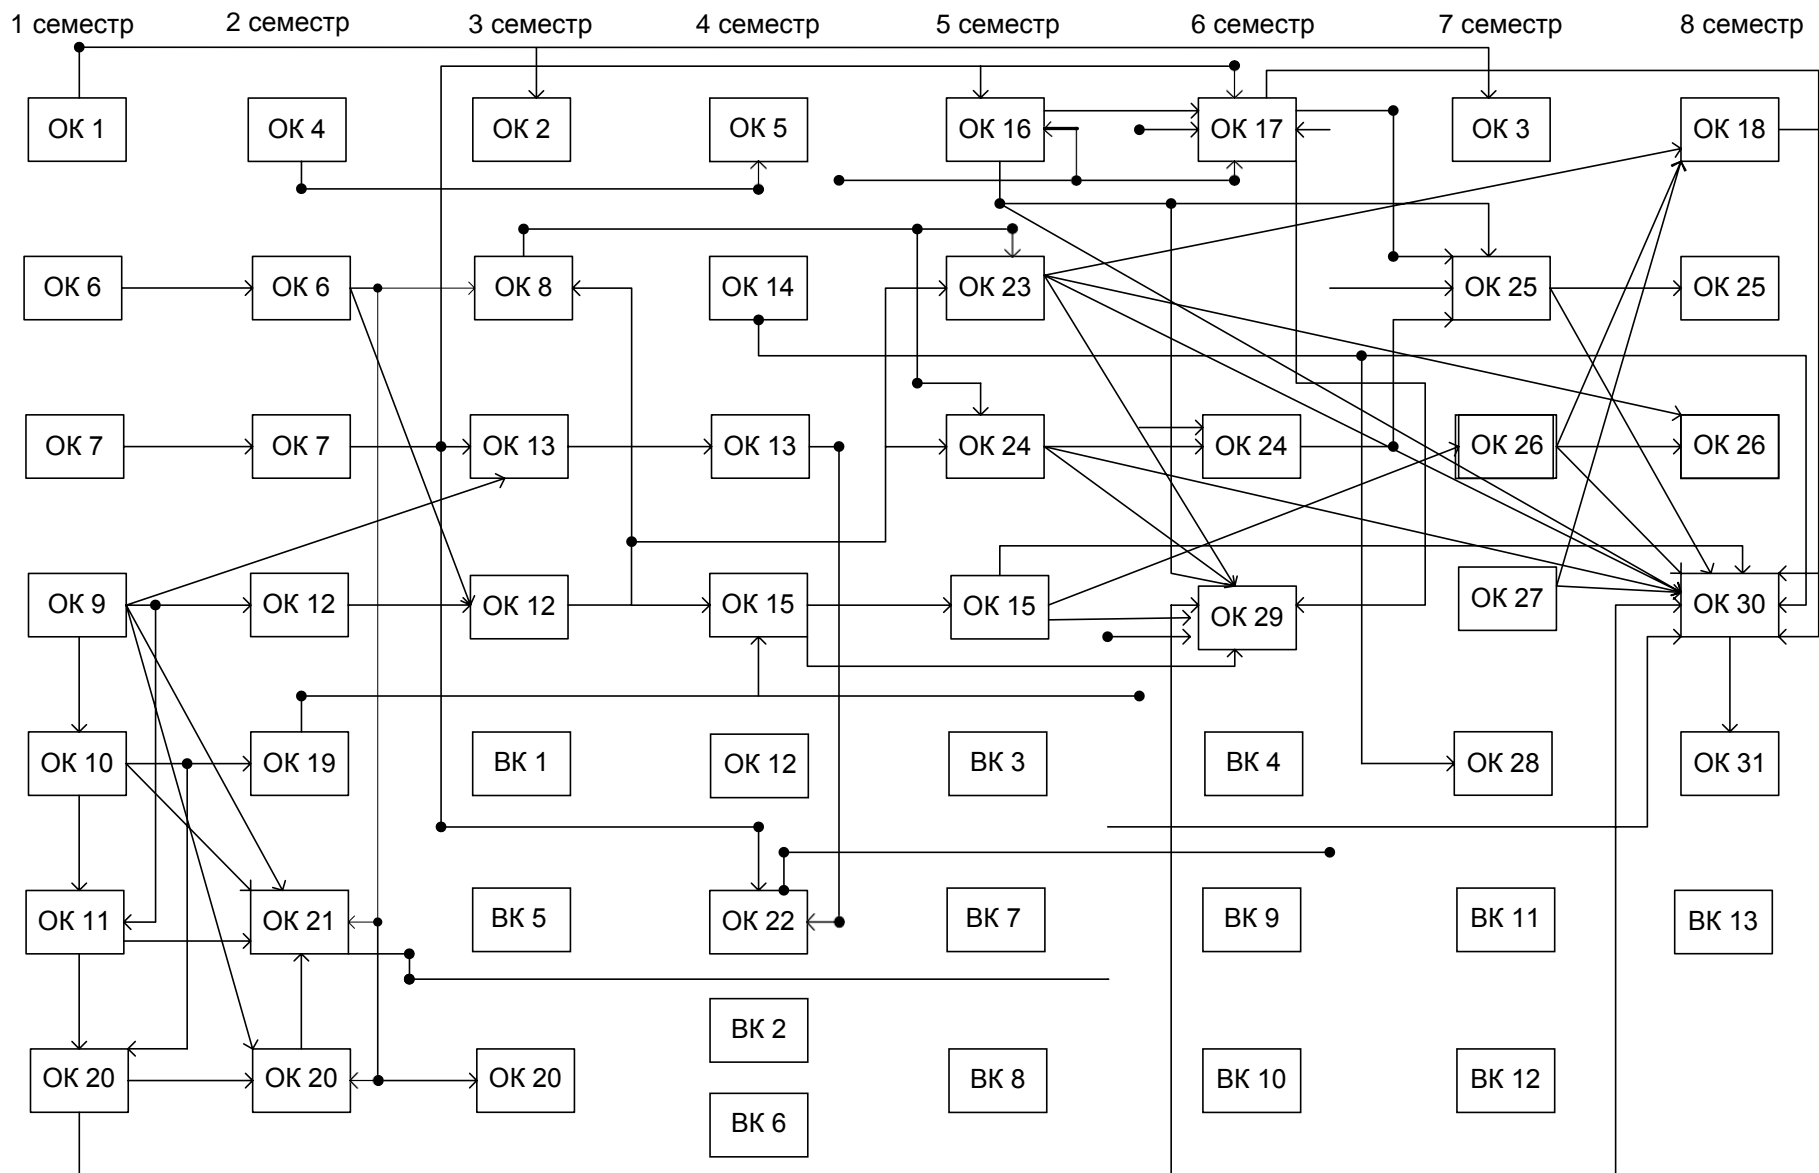 1 семестр 2 семестр 3 семестр 4 семестр 5 семестр 6 семестр 7 семестр 8 семестр
ОК 1 ОК 4 ОК 2 ОК 5 ОК 16 ОК 17 ОК 3 ОК 18
ОК 6 ОК 6 ОК 8 ОК 14 ОК 23 ОК 25 ОК 25
ОК 7 ОК 7 ОК 13 ОК 13 ОК 24 ОК 24 ОК 26 ОК 26
ОК 9 ОК 12 ОК 12 ОК 15 ОК 15 ОК 29 ОК 27 ОК 30
ОК 10 ОК 19 ВК 1 ОК 12 ВК 3 ВК 4 ОК 28 ОК 31
ОК 11 ОК 21 ВК 5 ОК 22 ВК 7 ВК 9 ВК 11 ВК 13
ВК 2
ОК 20 ОК 20 ОК 20 ВК 8 ВК 10 ВК 12
ВК 6